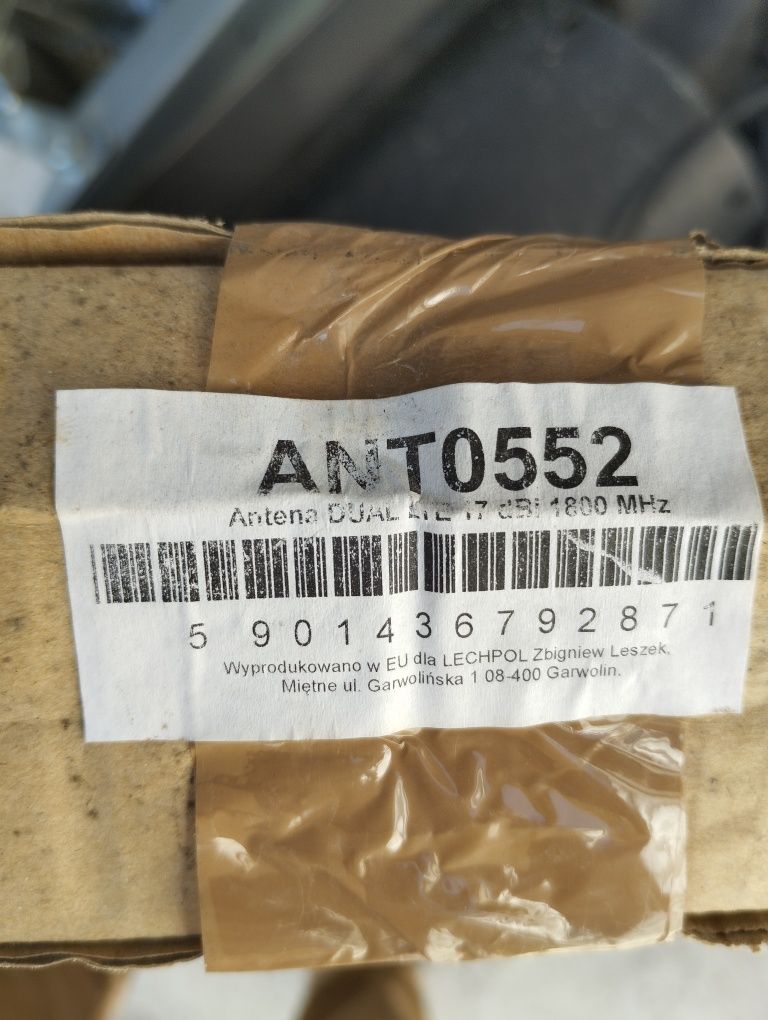 ANT0552
Antena DUAL LTE 17 dBi 1800 MHz
5 901436 792871
Wyprodukowano w EU dla LECHPOL Zbigniew Leszek,
Miętne ul. Garwolińska 1 08-400 Garwolin.